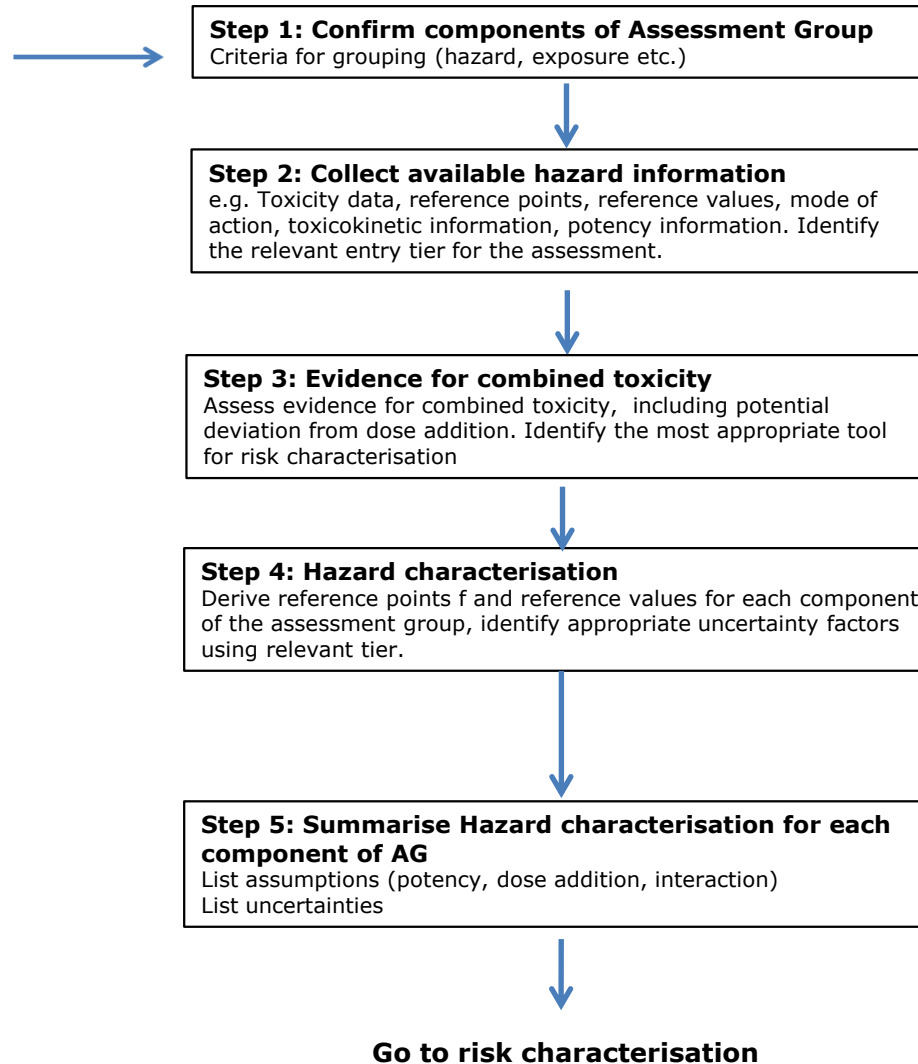 Step 1: Confirm components of Assessment Group
Criteria for grouping (hazard, exposure etc.)
Step 2: Collect available hazard information
e.g. Toxicity data, reference points, reference values, mode of
action, toxicokinetic information, potency information. Identify
the relevant entry tier for the assessment.
Step 3: Evidence for combined toxicity
Assess evidence for combined toxicity,  including potential
deviation from dose addition. Identify the most appropriate tool
for risk characterisation
Step 4: Hazard characterisation
Derive reference points f and reference values for each component
of the assessment group, identify appropriate uncertainty factors
using relevant tier.
Step 5: Summarise Hazard characterisation for each
component of AG
List assumptions (potency, dose addition, interaction)
List uncertainties
Go to risk characterisation